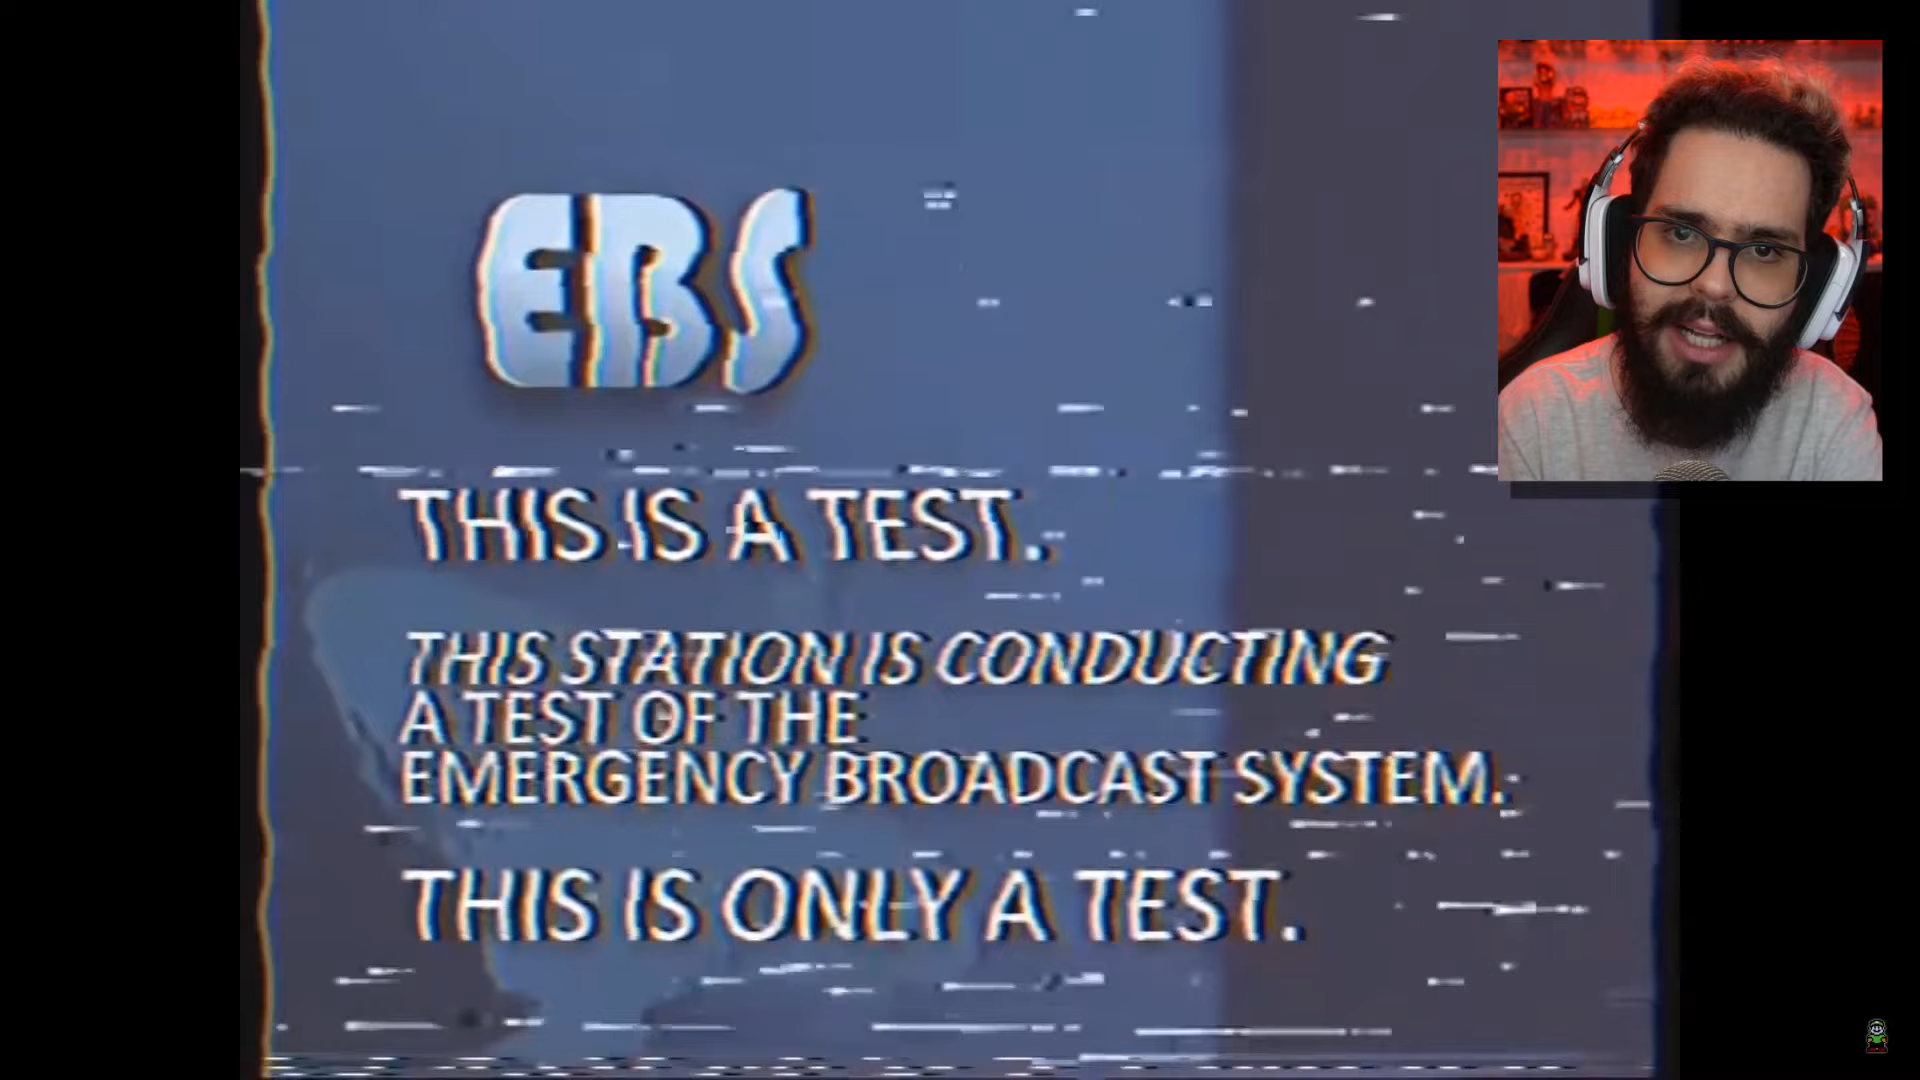 EBS
THIS IS A TEST.
THIS STATION IS CONDUCTING
A TEST OF THE
EMERGENCY BROADCAST SYSTEM.
THIS IS ONLY A TEST.